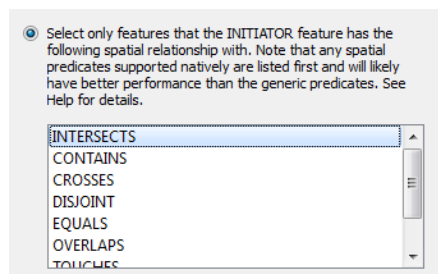 Select only features that the INITIATOR feature has the
following spatial relationship with. Note that any spatial
predicates supported natively are listed first and will likely
have better performance than the generic predicates. See
Help for details.
INTERSECTS
CONTAINS
CROSSES
DISJOINT
EQUALS
OVERLAPS
TOUCHES